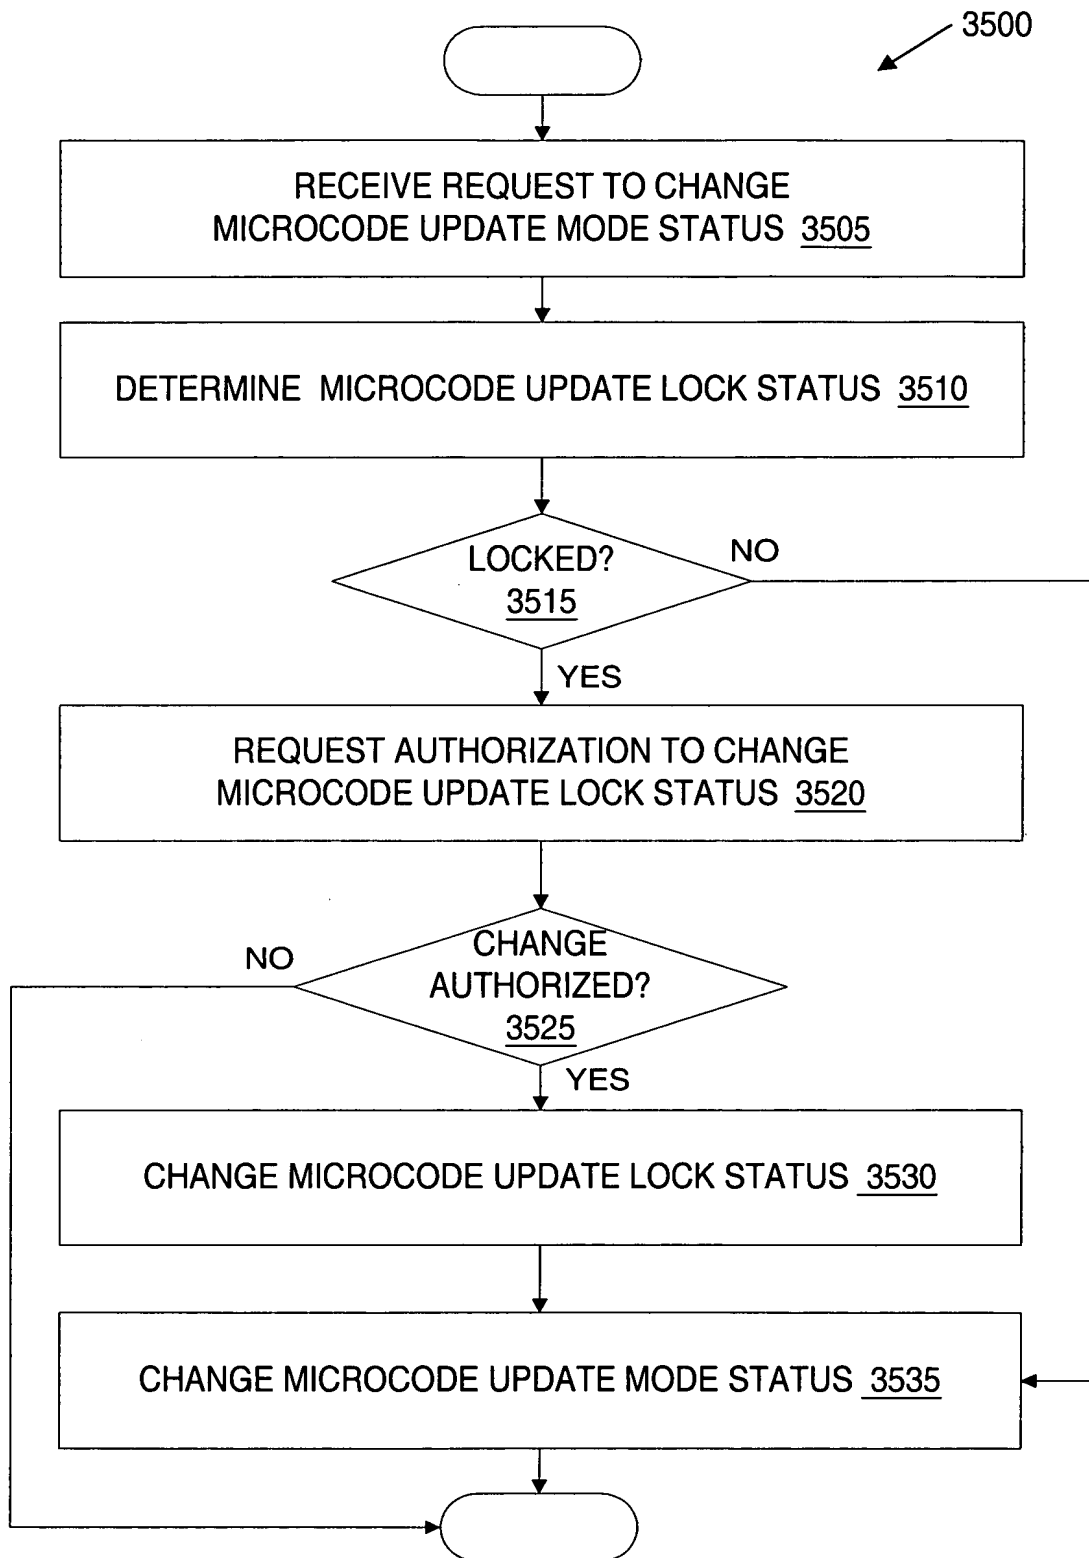 3500
RECEIVE REQUEST TO CHANGE
MICROCODE UPDATE MODE STATUS 3505
DETERMINE MICROCODE UPDATE LOCK STATUS 3510
LOCKED?
3515
NO
YES
REQUEST AUTHORIZATION TO CHANGE
MICROCODE UPDATE LOCK STATUS 3520
CHANGE
AUTHORIZED?
3525
NO
YES
CHANGE MICROCODE UPDATE LOCK STATUS 3530
CHANGE MICROCODE UPDATE MODE STATUS 3535